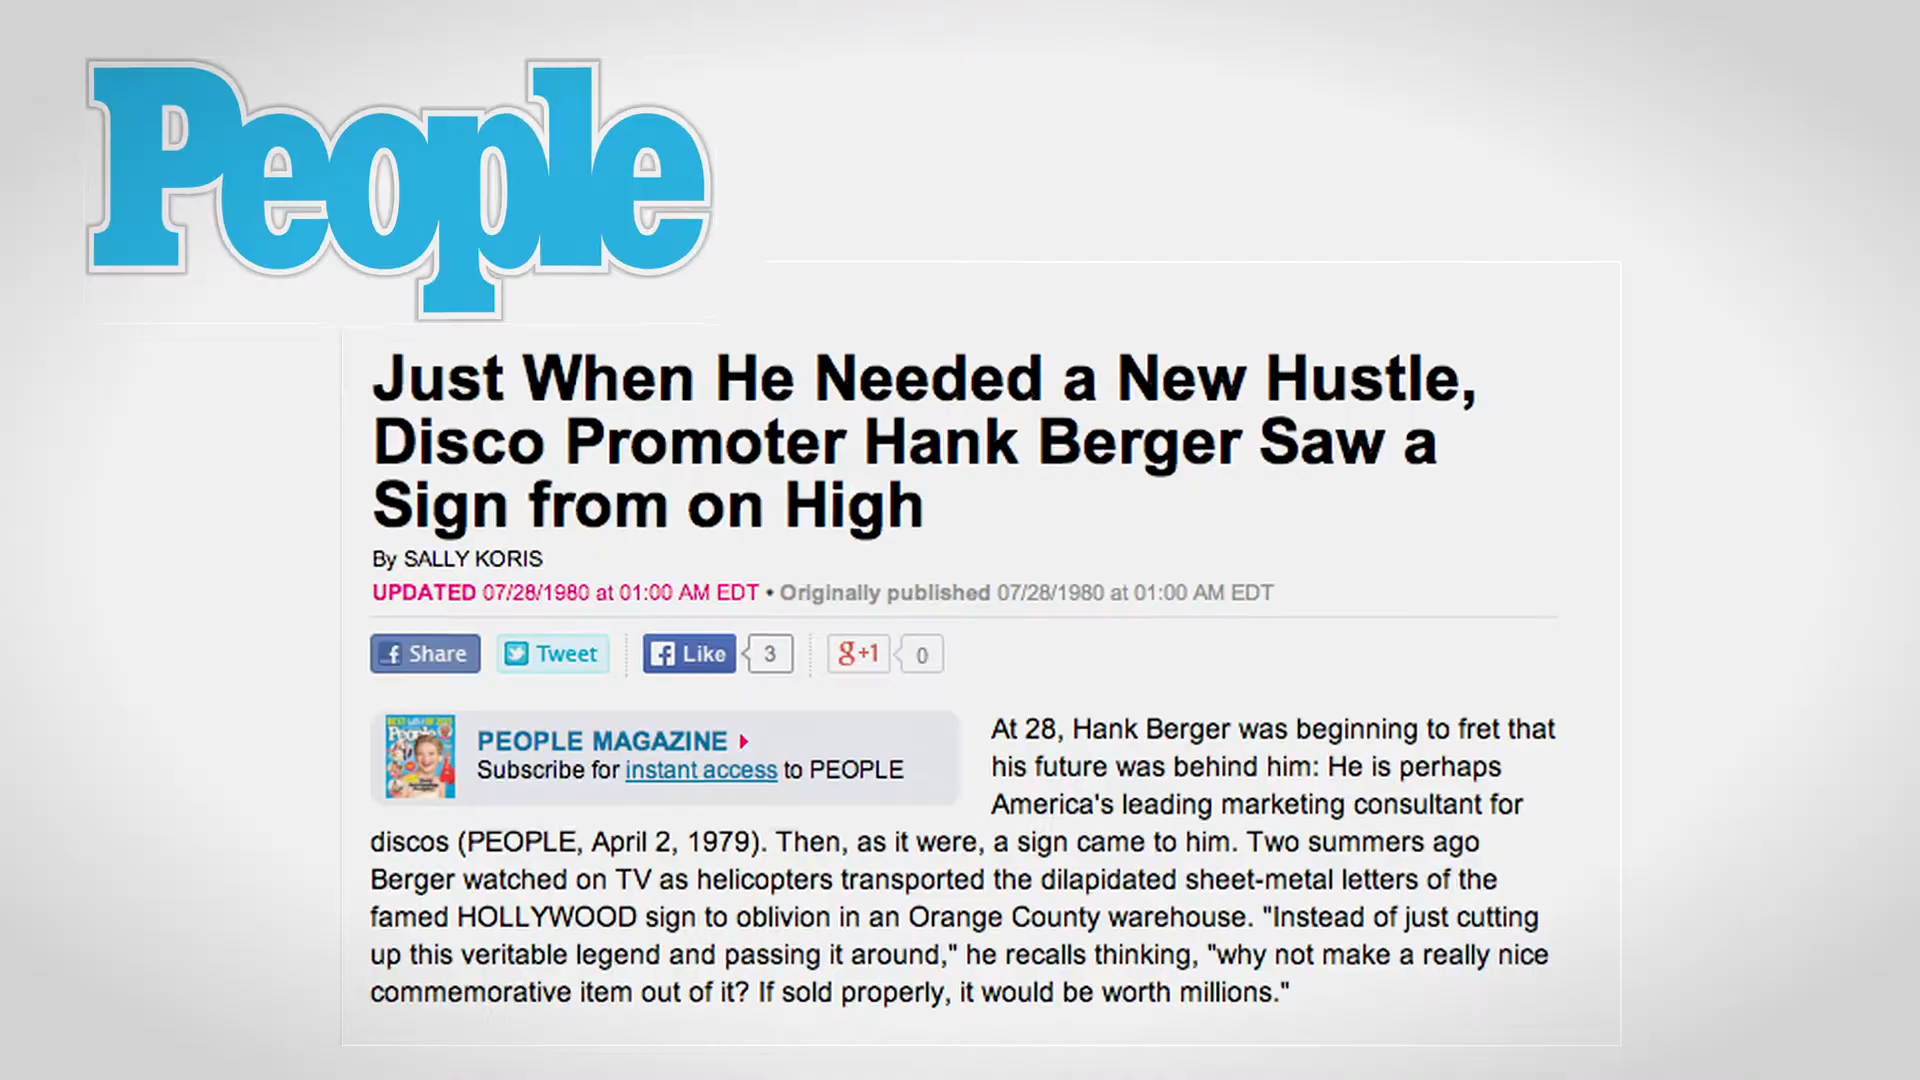 People
Just When He Needed a New Hustle,
Disco Promoter Hank Berger Saw a
Sign from on High
By SALLY KORIS
UPDATED 07/28/1980 at 01:00 AM EDT • Originally published 07/28/1980 at 01:00 AM EDT
Share Tweet Like 3 g+1 0
People
PEOPLE MAGAZINE
Subscribe for instant access to PEOPLE
At 28, Hank Berger was beginning to fret that
his future was behind him: He is perhaps
America's leading marketing consultant for
discos (PEOPLE, April 2, 1979). Then, as it were, a sign came to him. Two summers ago
Berger watched on TV as helicopters transported the dilapidated sheet-metal letters of the
famed HOLLYWOOD sign to oblivion in an Orange County warehouse. "Instead of just cutting
up this veritable legend and passing it around," he recalls thinking, "why not make a really nice
commemorative item out of it? If sold properly, it would be worth millions."